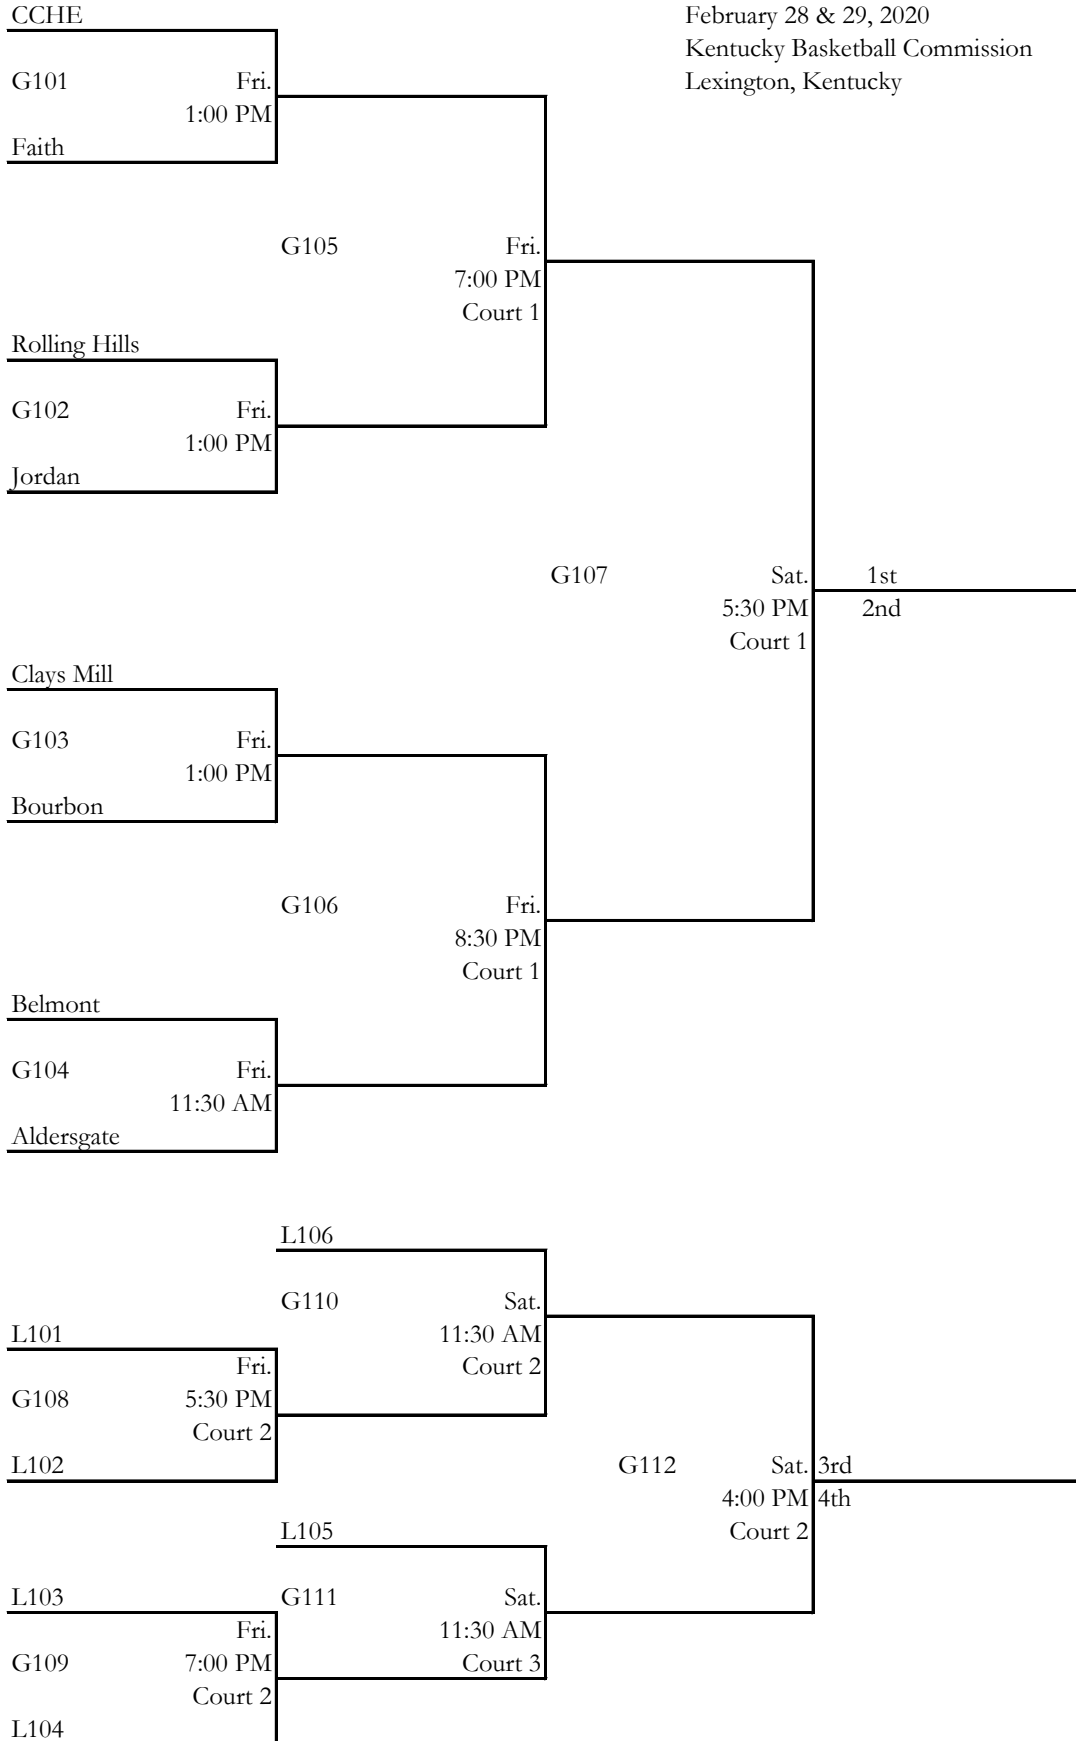 CCHE
February 28 & 29, 2020
Kentucky Basketball Commission
G101 Fri.
Lexington, Kentucky
1:00 PM
Faith
G105 Fri.
7:00 PM
Court 1
Rolling Hills
G102 Fri.
1:00 PM
Jordan
G107 Sat. 1st
5:30 PM 2nd
Court 1
Clays Mill
G103 Fri.
1:00 PM
Bourbon
G106 Fri.
8:30 PM
Court 1
Belmont
G104 Fri.
11:30 AM
Aldersgate
L106
G110 Sat.
L101 11:30 AM
Fri. Court 2
G108 5:30 PM
Court 2
L102 G112 Sat. 3rd
4:00 PM 4th
L105 Court 2
L103 G111 Sat.
Fri. 11:30 AM
G109 7:00 PM Court 3
Court 2
L104